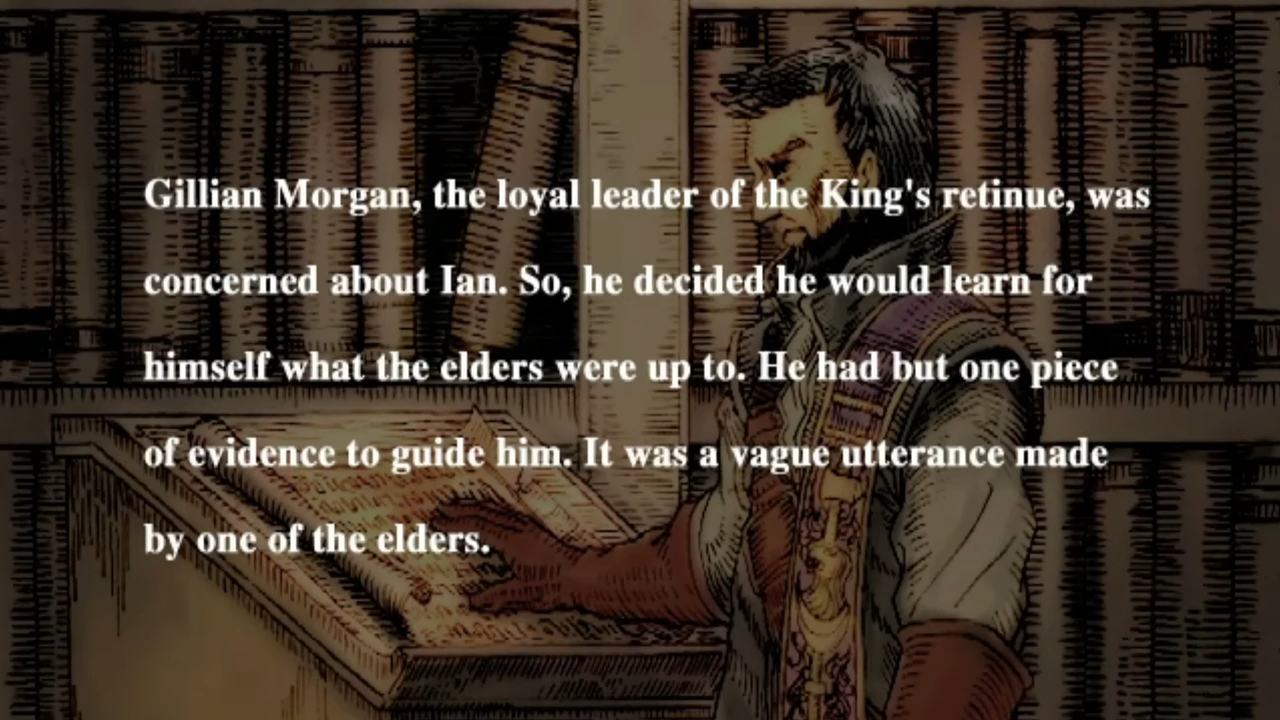 Gillian Morgan, the loyal leader of the King's retinue, was
concerned about Ian. So, he decided he would learn for
himself what the elders were up to. He had but one piece
of evidence to guide him. It was a vague utterance made
by one of the elders.